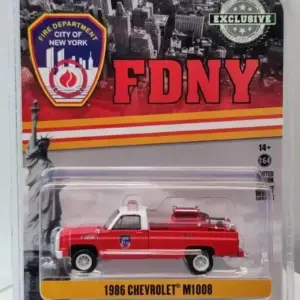 FIRE DEPARTMENT
CITY OF
NEW YORK
EXCLUSIVE
FDNY
14+
1:64
1986 CHEVROLET® M1008